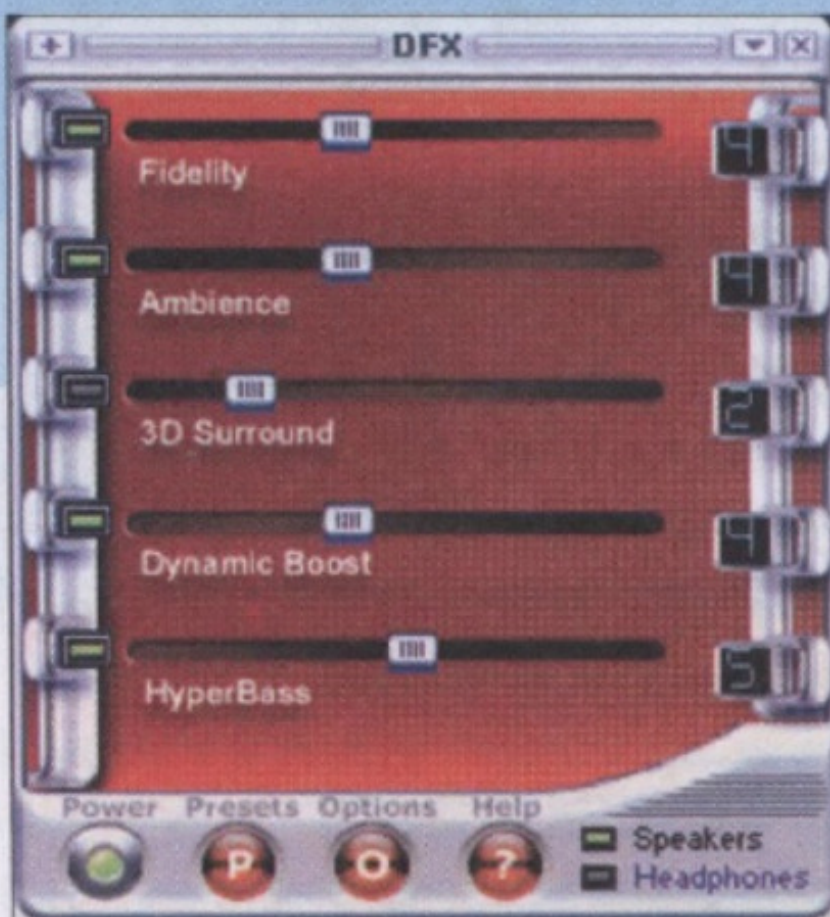 DFX
Fidelity
4
Ambience
4
3D Surround
2
Dynamic Boost
4
HyperBass
5
Power Presets Options Help
P O ?
Speakers
Headphones